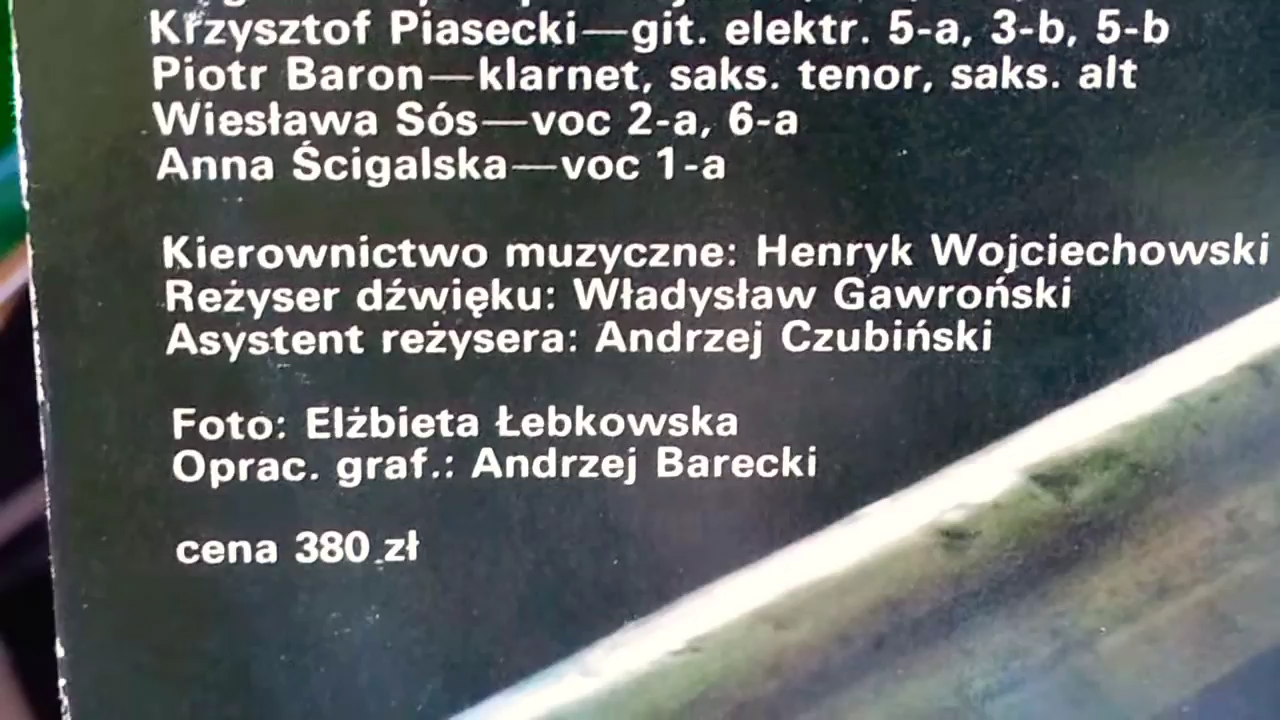 Krzysztof Piasecki—git. elektr. 5-a, 3-b, 5-b
Piotr Baron—klarnet, saks. tenor, saks. alt
Wiesława Sós—voc 2-a, 6-a
Anna Ścigalska—voc 1-a
Kierownictwo muzyczne: Henryk Wojciechowski
Reżyser dźwięku: Władysław Gawroński
Asystent reżysera: Andrzej Czubiński
Foto: Elżbieta Łebkowska
Oprac. graf.: Andrzej Barecki
cena 380 zł